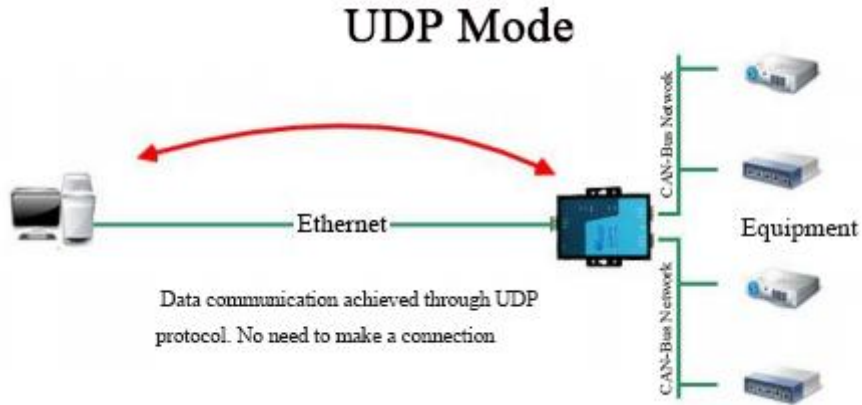 UDP Mode
CAN-Bus Network
Ethernet
Equipment
Data communication achieved through UDP
protocol. No need to make a connection
CAN-Bus Network